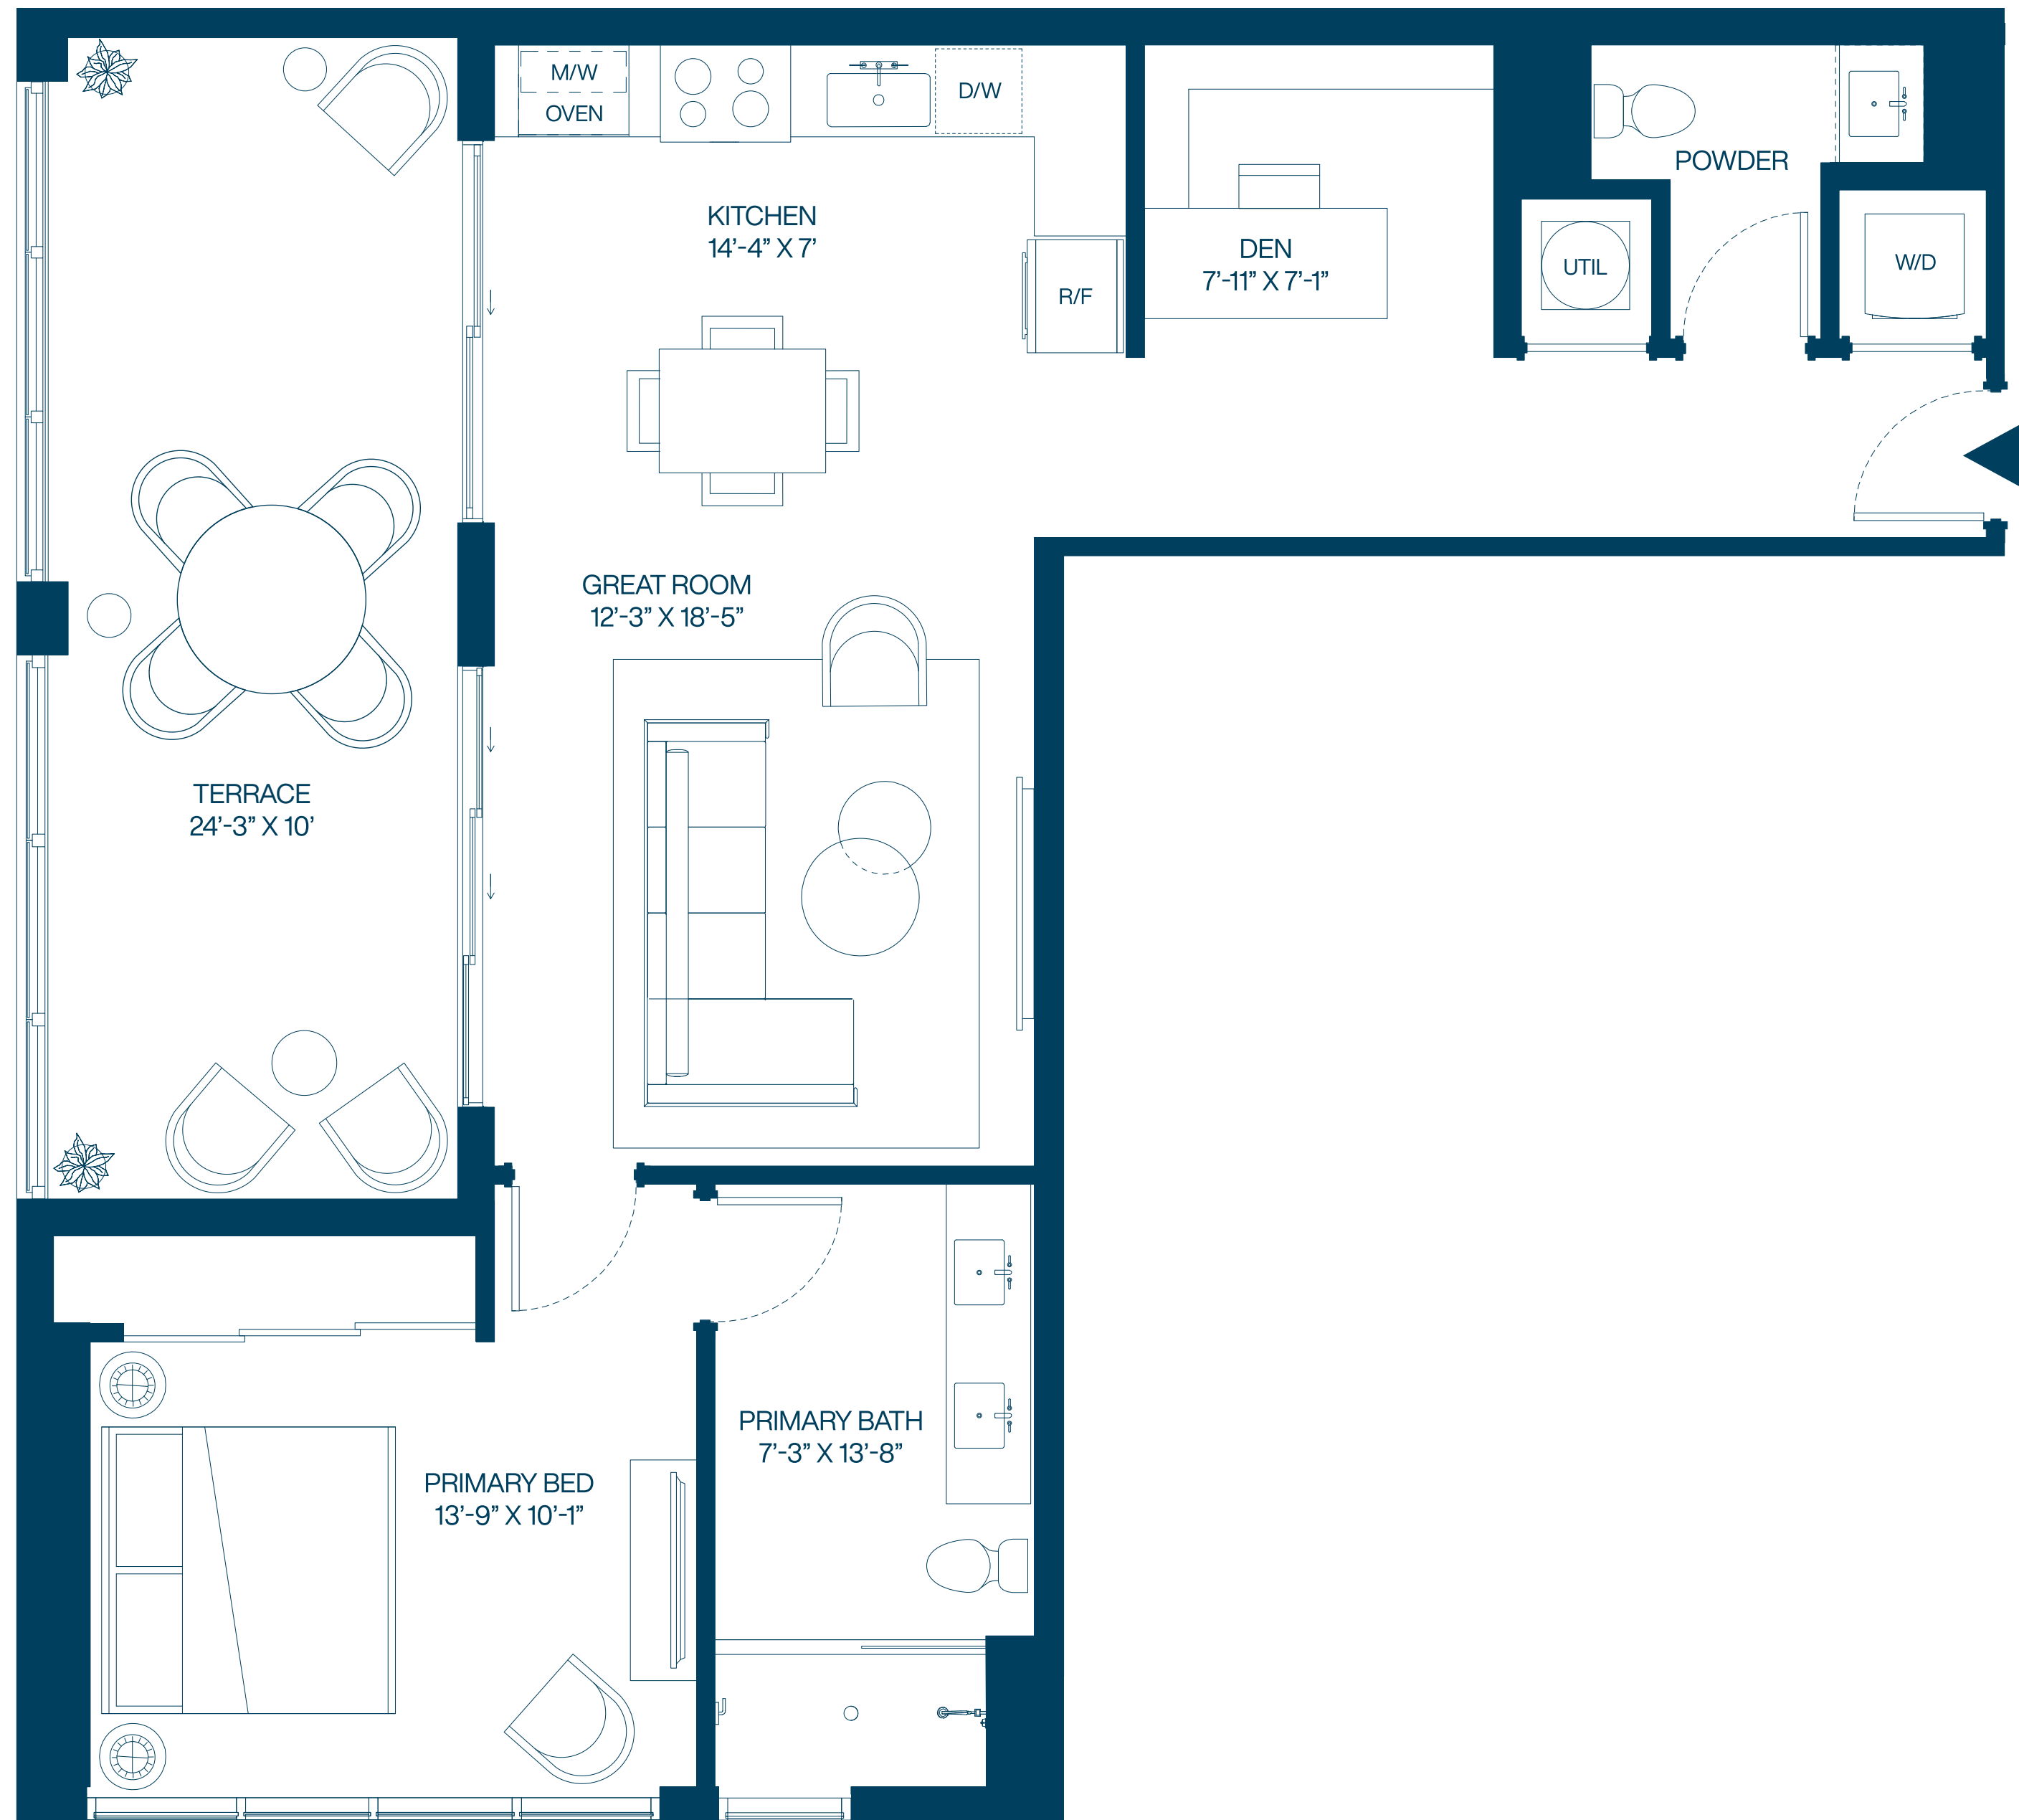 M/W
OVEN
D/W
POWDER
KITCHEN
14’-4” X 7’
DEN
7’-11” X 7’-1”
UTIL
W/D
R/F
GREAT ROOM
12’-3” X 18’-5”
TERRACE
24’-3” X 10’
PRIMARY BATH
7’-3” X 13’-8”
PRIMARY BED
13’-9” X 10’-1”